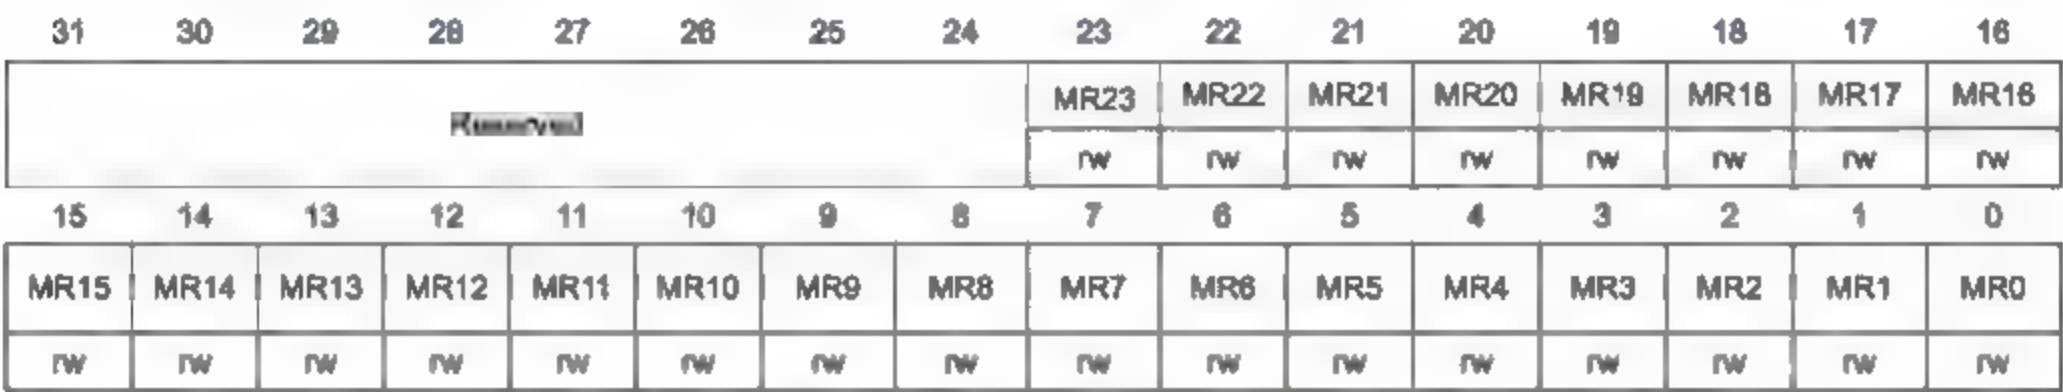 31 30 29 28 27 26 25 24 23 22 21 20 19 18 17 16
Reserved MR23 MR22 MR21 MR20 MR19 MR18 MR17 MR16
rw rw rw rw rw rw rw rw
15 14 13 12 11 10 9 8 7 6 5 4 3 2 1 0
MR15 MR14 MR13 MR12 MR11 MR10 MR9 MR8 MR7 MR6 MR5 MR4 MR3 MR2 MR1 MR0
rw rw rw rw rw rw rw rw rw rw rw rw rw rw rw rw